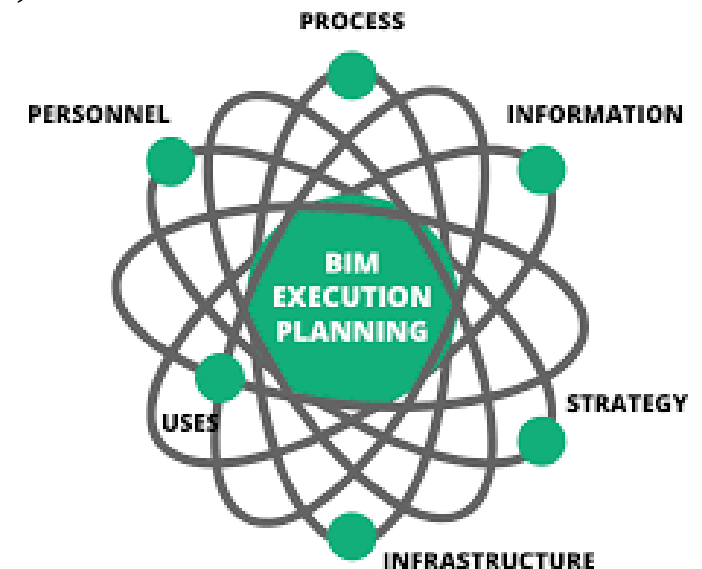 PROCESS
PERSONNEL
INFORMATION
BIM
EXECUTION
PLANNING
USES
STRATEGY
INFRASTRUCTURE